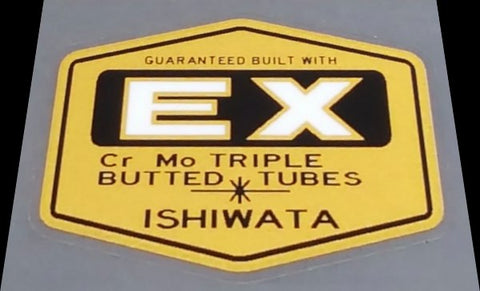 GUARANTEED BUILT WITH
EX
Cr Mo TRIPLE
BUTTED TUBES
ISHIWATA